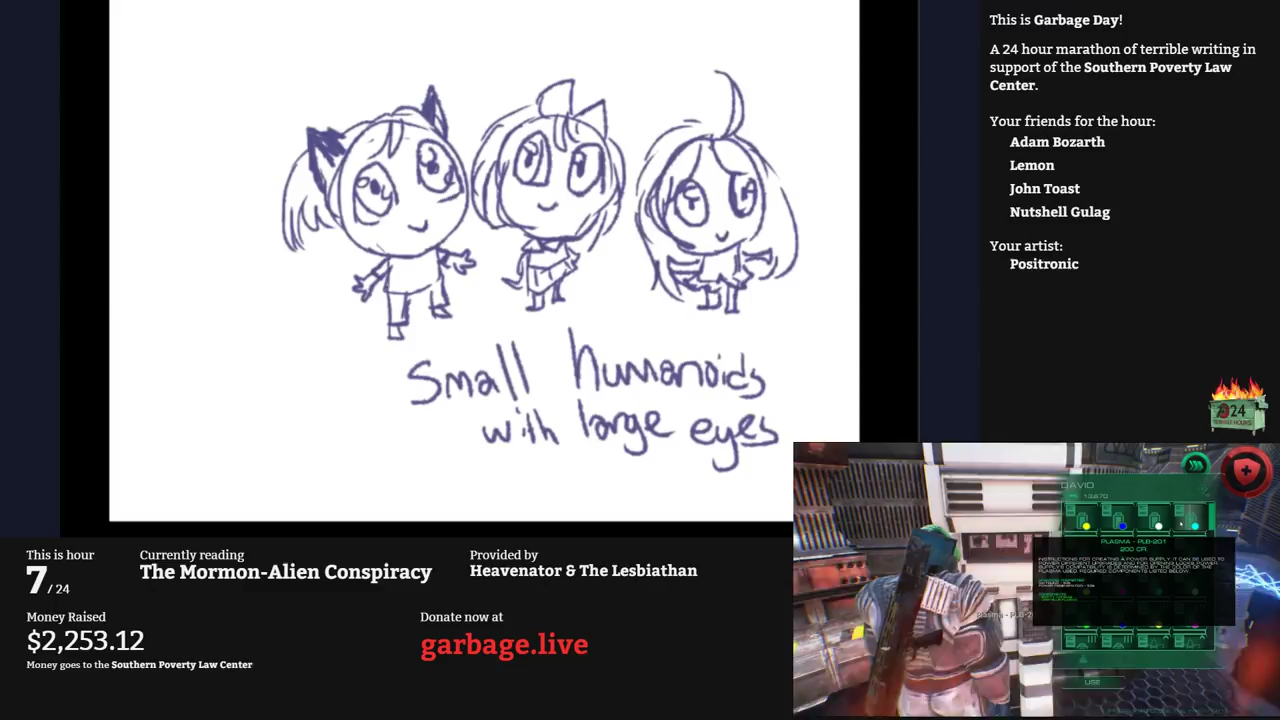 This is Garbage Day!
A 24 hour marathon of terrible writing in
support of the Southern Poverty Law
Center.
Your friends for the hour:
Adam Bozarth
Lemon
John Toast
Nutshell Gulag
Your artist:
Positronic
Small humanoids
with large eyes
This is hour
7 / 24
Currently reading
The Mormon-Alien Conspiracy
Provided by
Heavenator & The Lesbiathan
Money Raised
$2,253.12
Money goes to the Southern Poverty Law Center
Donate now at
garbage.live
DAVID
PLASMA - PLB-201
200 CR.
USE